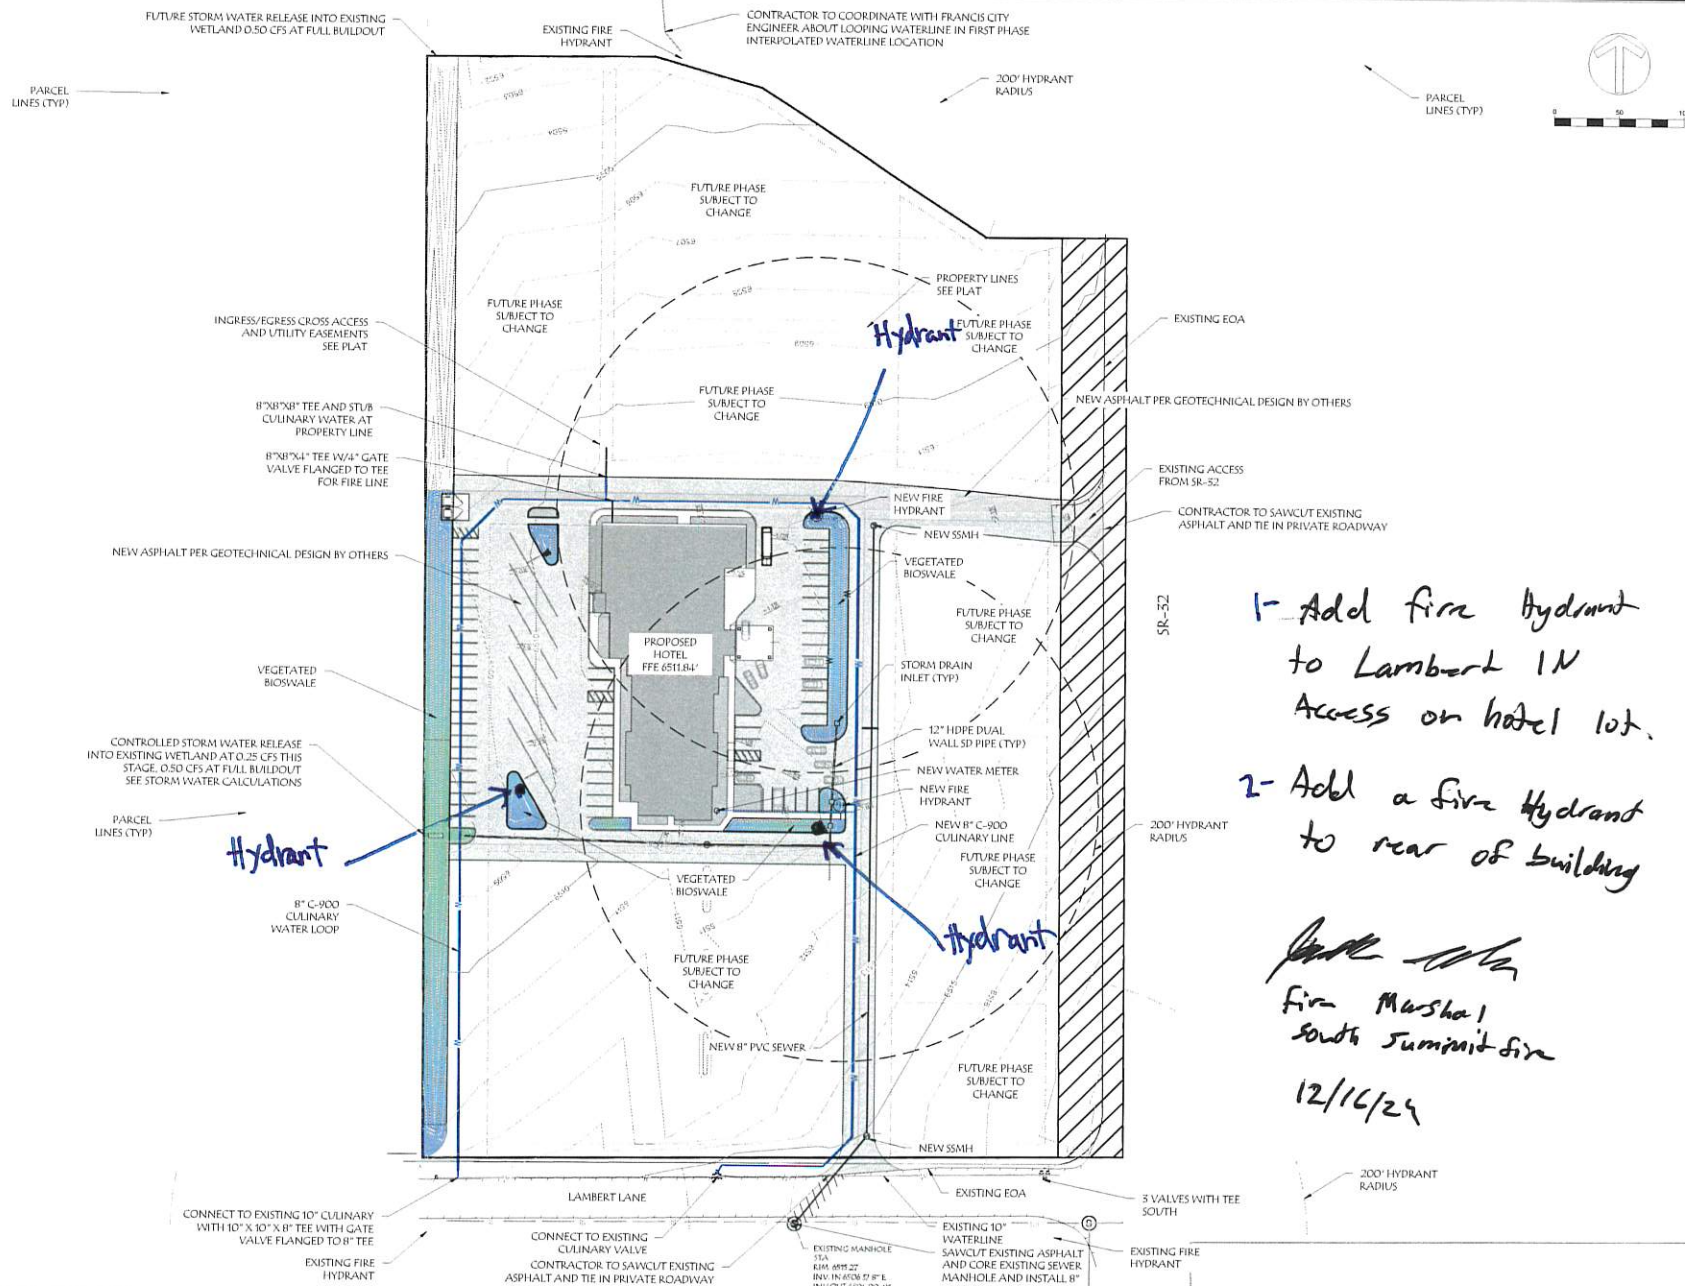 FUTURE STORM WATER RELEASE INTO EXISTING
WETLAND 0.50 CFS AT FULL BUILDOUT
EXISTING FIRE
HYDRANT
CONTRACTOR TO COORDINATE WITH FRANCIS CITY
ENGINEER ABOUT LOOPING WATERLINE IN FIRST PHASE
INTERPOLATED WATERLINE LOCATION
200' HYDRANT
RADIUS
PARCEL
LINES (TYP)
PARCEL
LINES (TYP)
0 50
FUTURE PHASE
SUBJECT TO
CHANGE
PROPERTY LINES
SEE PLAT
FUTURE PHASE
SUBJECT TO
CHANGE
INGRESS/EGRESS CROSS ACCESS
AND UTILITY EASEMENTS
SEE PLAT
Hydrant
FUTURE PHASE
SUBJECT TO
CHANGE
EXISTING EOA
FUTURE PHASE
SUBJECT TO
CHANGE
NEW ASPHALT PER GEOTECHNICAL DESIGN BY OTHERS
8"X8"X8" TEE AND STUB
CULINARY WATER AT
PROPERTY LINE
8"X8"X4" TEE W/4" GATE
VALVE FLANGED TO TEE
FOR FIRE LINE
EXISTING ACCESS
FROM SR-32
NEW FIRE
HYDRANT
CONTRACTOR TO SAWCUT EXISTING
ASPHALT AND TIE IN PRIVATE ROADWAY
NEW SSMH
NEW ASPHALT PER GEOTECHNICAL DESIGN BY OTHERS
VEGETATED
BIOSWALE
FUTURE PHASE
SUBJECT TO
CHANGE
SR-32
PROPOSED
HOTEL
FFE 6511.84'
VEGETATED
BIOSWALE
STORM DRAIN
INLET (TYP)
1- Add fire Hydrant
to Lambert IN
Access on hotel lot.
12" HDPE DUAL
WALL SD PIPE (TYP)
CONTROLLED STORM WATER RELEASE
INTO EXISTING WETLAND AT 0.25 CFS THIS
STAGE, 0.50 CFS AT FULL BUILDOUT
SEE STORM WATER CALCULATIONS
NEW WATER METER
NEW FIRE
HYDRANT
2- Add a fire Hydrant
to rear of building
PARCEL
LINES (TYP)
NEW 8" C-900
CULINARY LINE
200' HYDRANT
RADIUS
Hydrant
FUTURE PHASE
SUBJECT TO
CHANGE
VEGETATED
BIOSWALE
8" C-900
CULINARY
WATER LOOP
Hydrant
FUTURE PHASE
SUBJECT TO
CHANGE
fire Marshal
South Summit fire
12/16/24
NEW 8" PVC SEWER
FUTURE PHASE
SUBJECT TO
CHANGE
NEW SSMH
LAMBERT LANE
EXISTING EOA
3 VALVES WITH TEE
SOUTH
200' HYDRANT
RADIUS
CONNECT TO EXISTING 10" CULINARY
WITH 10" X 10" X 8" TEE WITH GATE
VALVE FLANGED TO 8" TEE
EXISTING FIRE
HYDRANT
CONNECT TO EXISTING
CULINARY VALVE
CONTRACTOR TO SAWCUT EXISTING
ASPHALT AND TIE IN PRIVATE ROADWAY
EXISTING MANHOLE
STA
EXISTING 10"
WATERLINE
SAWCUT EXISTING ASPHALT
AND CORE EXISTING SEWER
MANHOLE AND INSTALL 8"
EXISTING FIRE
HYDRANT